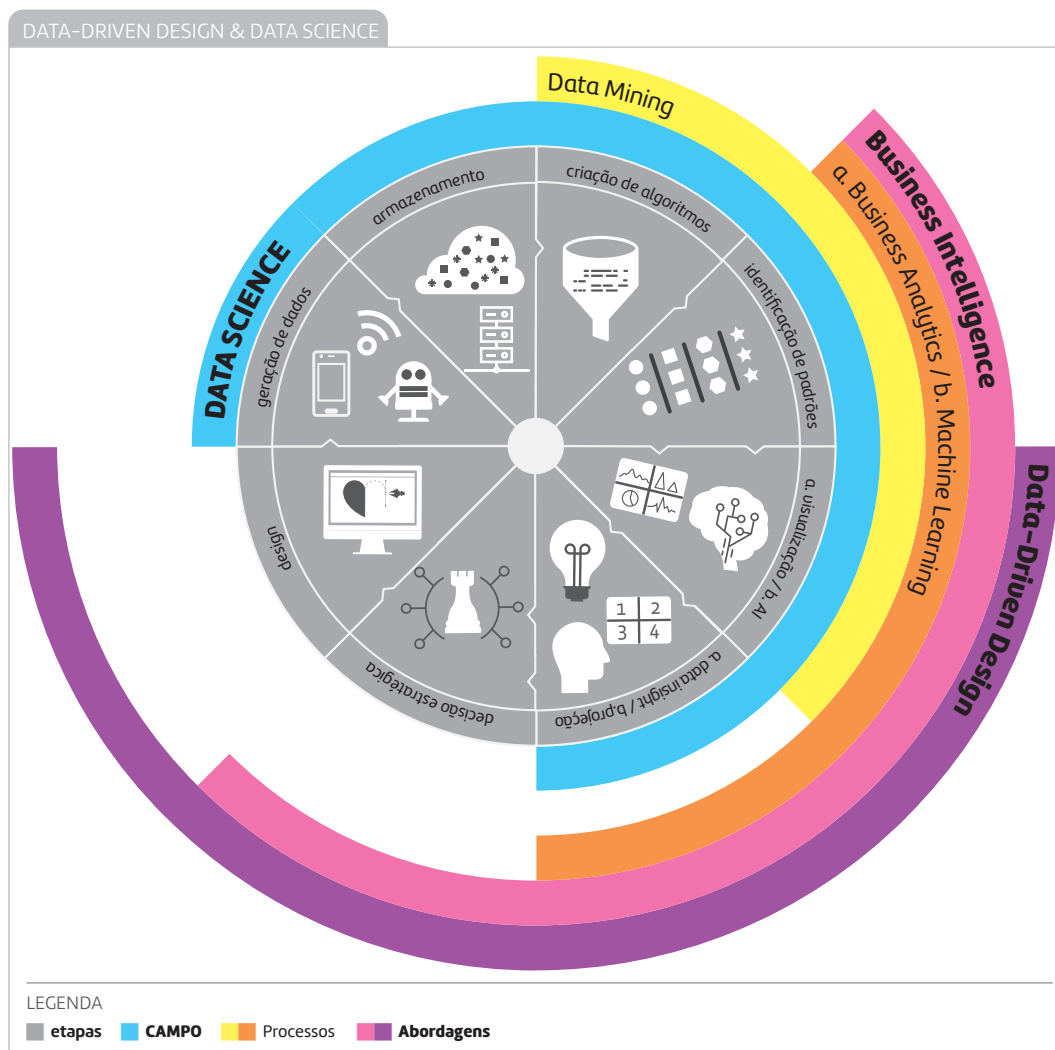 DATA-DRIVEN DESIGN & DATA SCIENCE
Data Mining
Business Intelligence
a. Business Analytics / b. Machine Learning
Data-Driven Design
DATA SCIENCE
geração de dados
armazenamento
criação de algoritmos
identificação de padrões
a. visualização / b. AI
a. data insight / b.projeção
decisão estratégica
design
1 2
3 4
LEGENDA
etapas CAMPO Processos Abordagens